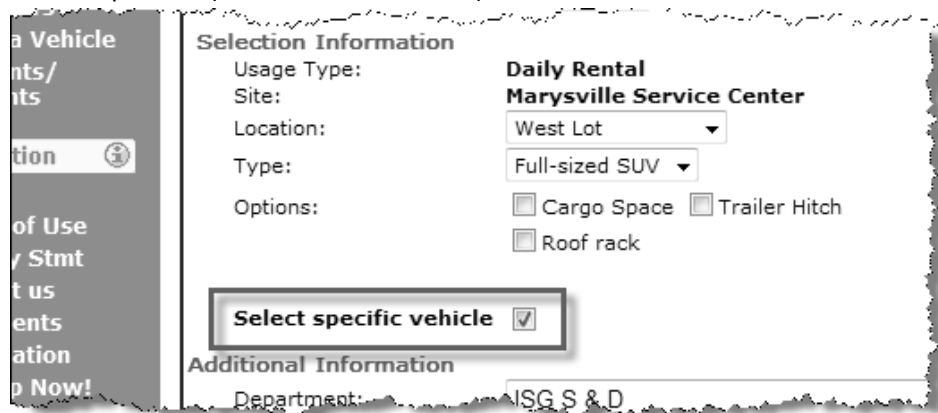 a Vehicle
nts/
nts
tion
of Use
y Stmt
t us
ents
ation
p Now!
Selection Information
Usage Type: Daily Rental
Site: Marysville Service Center
Location: West Lot
Type: Full-sized SUV
Options: Cargo Space Trailer Hitch
Roof rack
Select specific vehicle
Additional Information
Department: ISG S & D